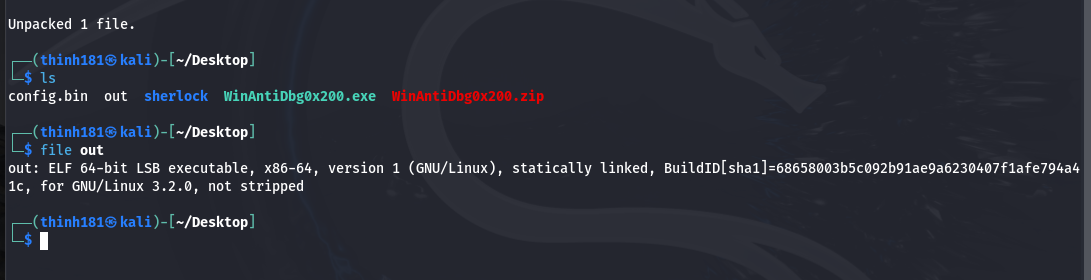 Unpacked 1 file.
┌──(thinh181㉿kali)-[~/Desktop]
└─$ ls
config.bin  out  sherlock  WinAntiDbg0x200.exe  WinAntiDbg0x200.zip
┌──(thinh181㉿kali)-[~/Desktop]
└─$ file out
out: ELF 64-bit LSB executable, x86-64, version 1 (GNU/Linux), statically linked, BuildID[sha1]=68658003b5c092b91ae9a6230407f1afe794a4
1c, for GNU/Linux 3.2.0, not stripped
┌──(thinh181㉿kali)-[~/Desktop]
└─$